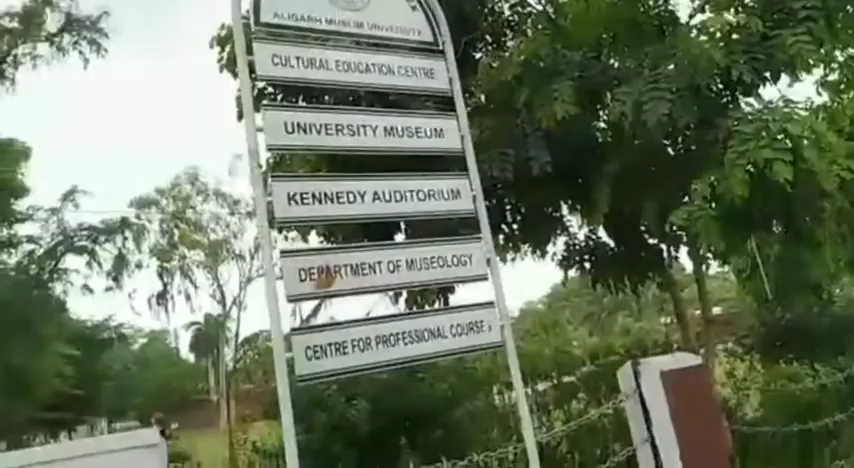 ALIGARH MUSLIM UNIVERSITY
CULTURAL EDUCATION CENTRE
UNIVERSITY MUSEUM
KENNEDY AUDITORIUM
DEPARTMENT OF MUSEOLOGY
CENTRE FOR PROFESSIONAL COURSE